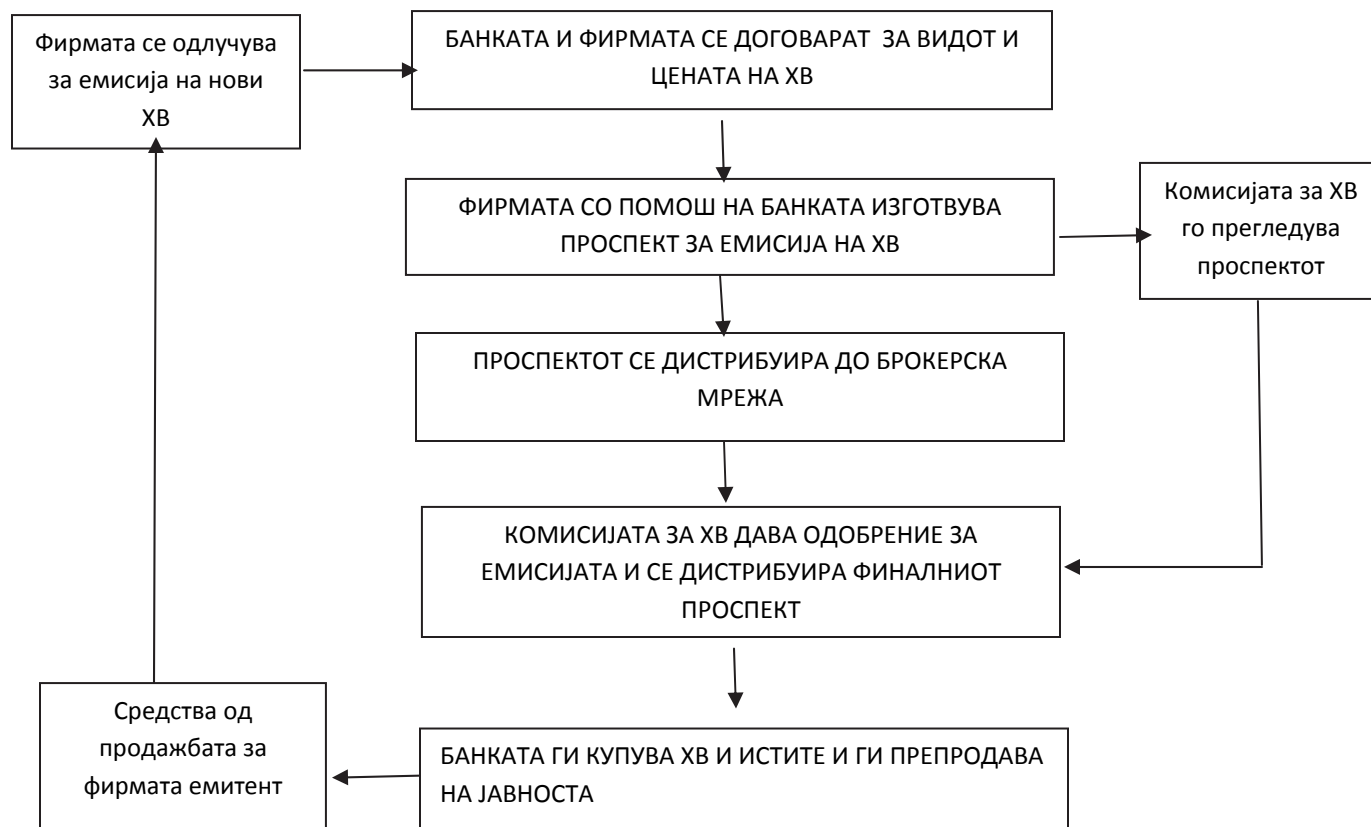 Фирмата се одлучува
за емисија на нови
ХВ
БАНКАТА И ФИРМАТА СЕ ДОГОВАРАТ ЗА ВИДОТ И
ЦЕНАТА НА ХВ
ФИРМАТА СО ПОМОШ НА БАНКАТА ИЗГОТВУВА
ПРОСПЕКТ ЗА ЕМИСИЈА НА ХВ
Комисијата за ХВ
го прегледува
проспектот
ПРОСПЕКТОТ СЕ ДИСТРИБУИРА ДО БРОКЕРСКА
МРЕЖА
КОМИСИЈАТА ЗА ХВ ДАВА ОДОБРЕНИЕ ЗА
ЕМИСИЈАТА И СЕ ДИСТРИБУИРА ФИНАЛНИОТ
ПРОСПЕКТ
БАНКАТА ГИ КУПУВА ХВ И ИСТИТЕ И ГИ ПРЕПРОДАВА
НА ЈАВНОСТА
Средства од
продажбата за
фирмата емитент